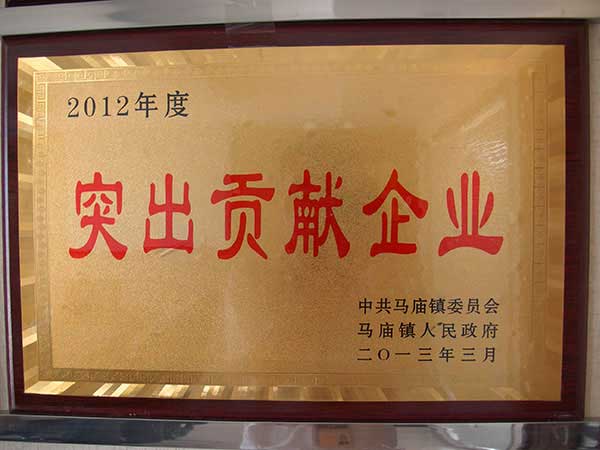 2012年度
突出贡献企业
中共马庙镇委员会
马庙镇人民政府
二〇一三年三月